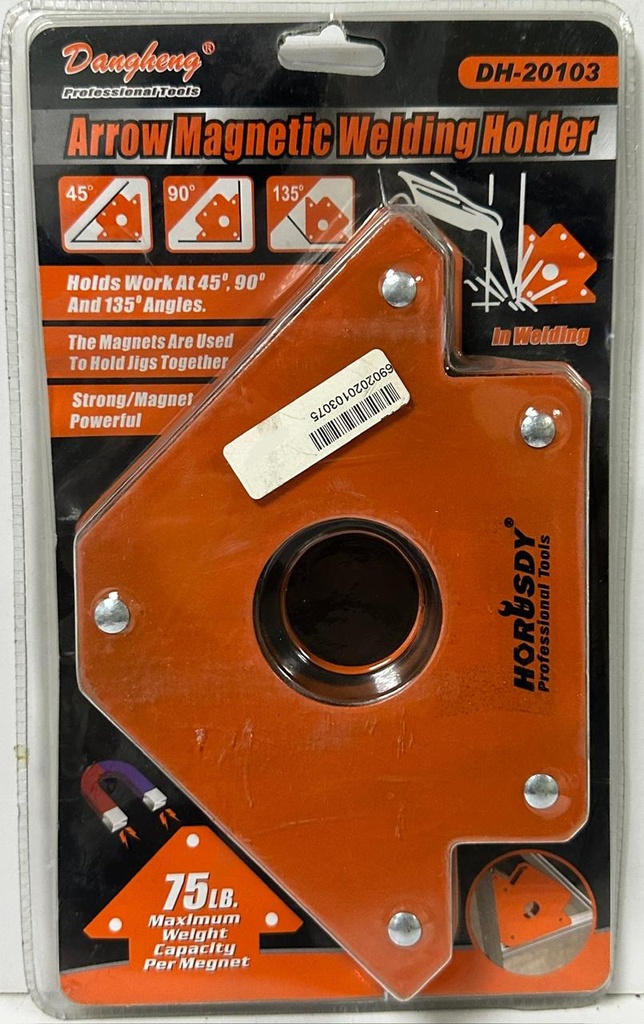 Dangheng®
Professional Tools
DH-20103
Arrow Magnetic Welding Holder
45°
90°
135°
Holds Work At 45°, 90°
And 135° Angles.
In Welding
The Magnets Are Used
To Hold Jigs Together
Strong/Magnet
Powerful
6902020103075
HORUSDY®
Professional Tools
75LB.
Maximum
Weight
Capacity
Per Megnet